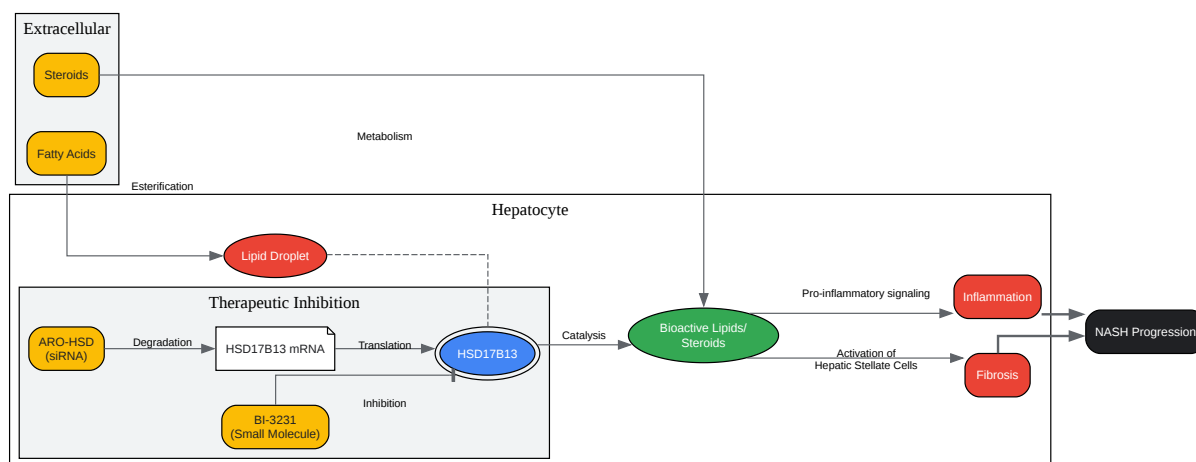 Extracellular
Steroids
Fatty Acids
Metabolism
Esterification
Hepatocyte
Lipid Droplet
Therapeutic Inhibition
ARO-HSD
(siRNA)
Degradation
HSD17B13 mRNA
Translation
HSD17B13
Inhibition
BI-3231
(Small Molecule)
Catalysis
Bioactive Lipids/
Steroids
Pro-inflammatory signaling
Inflammation
Activation of
Hepatic Stellate Cells
Fibrosis
NASH Progression